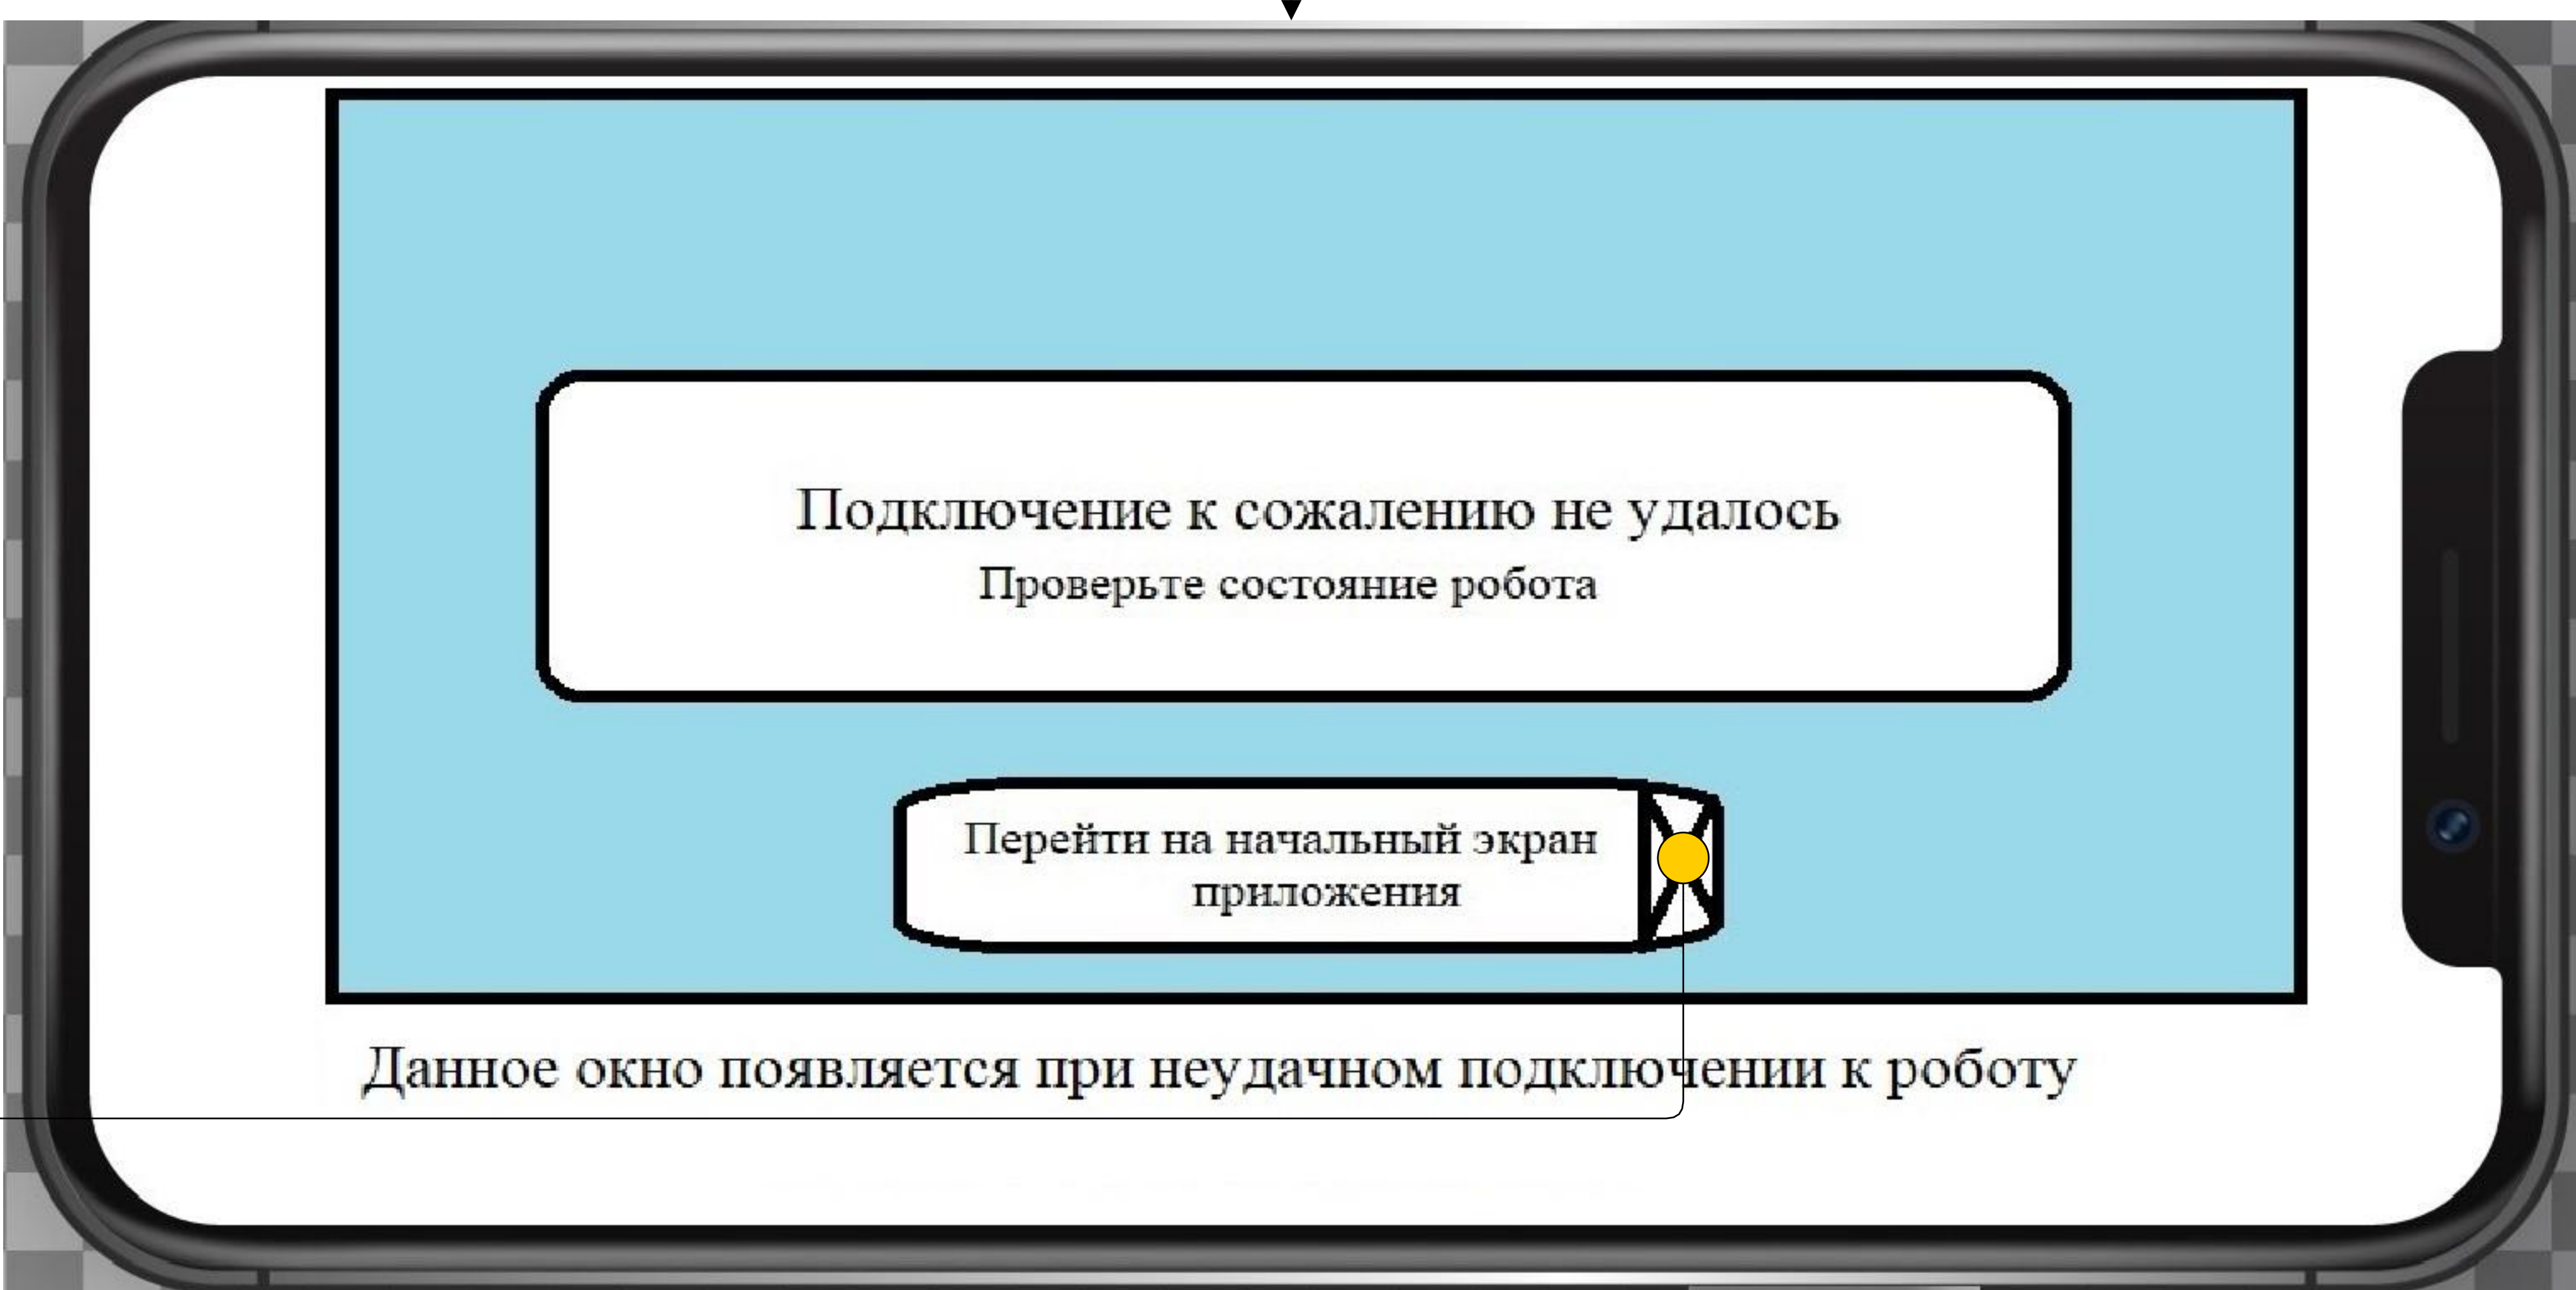 Подключение к сожалению не удалось
Проверьте состояние робота
Перейти на начальный экран
приложения
Данное окно появляется при неудачном подключении к роботу